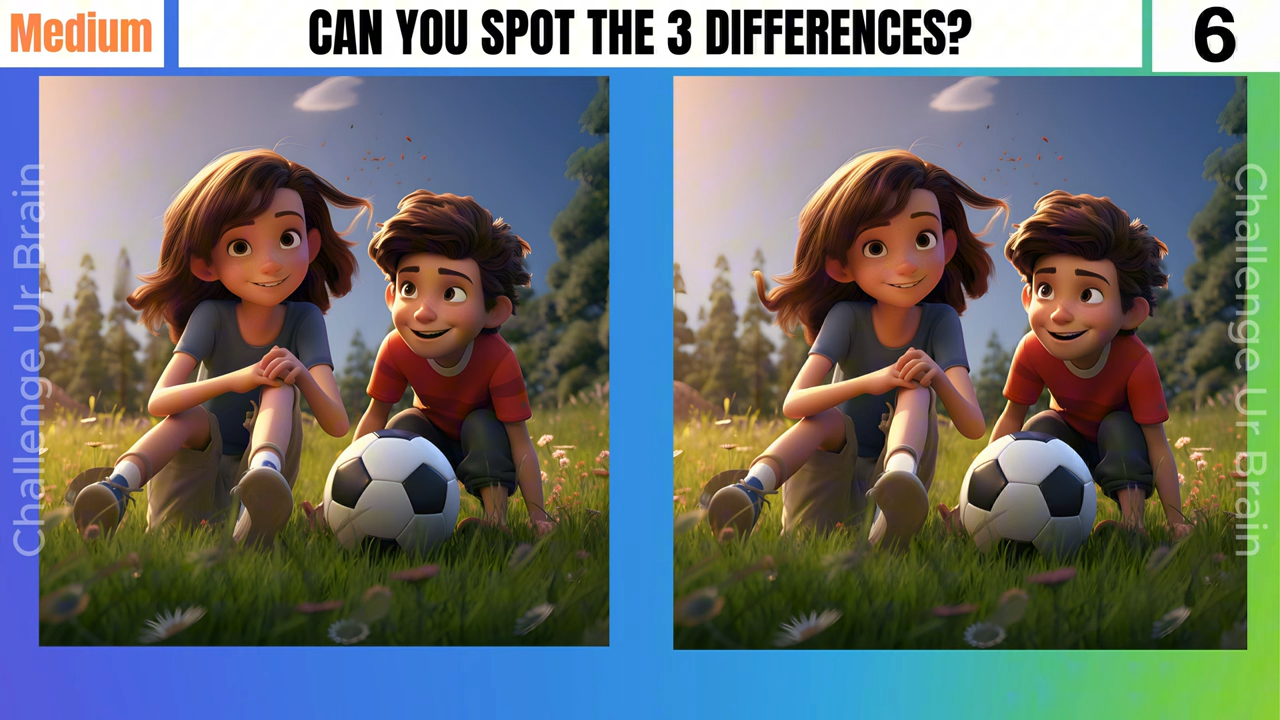 Medium
CAN YOU SPOT THE 3 DIFFERENCES?
6
Challenge Ur Brain
Challenge Ur Brain